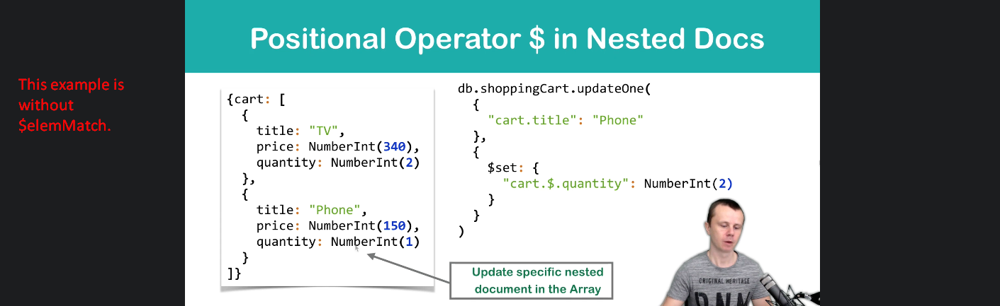 Positional Operator $ in Nested Docs
This example is
without
$elemMatch.
{cart: [
{
title: "TV",
price: NumberInt(340),
quantity: NumberInt(2)
},
{
title: "Phone",
price: NumberInt(150),
quantity: NumberInt(1)
}
]}
db.shoppingCart.updateOne(
{
"cart.title": "Phone"
},
{
$set: {
"cart.$.quantity": NumberInt(2)
}
}
)
Update specific nested
document in the Array
ORIGINAL HERITAGE